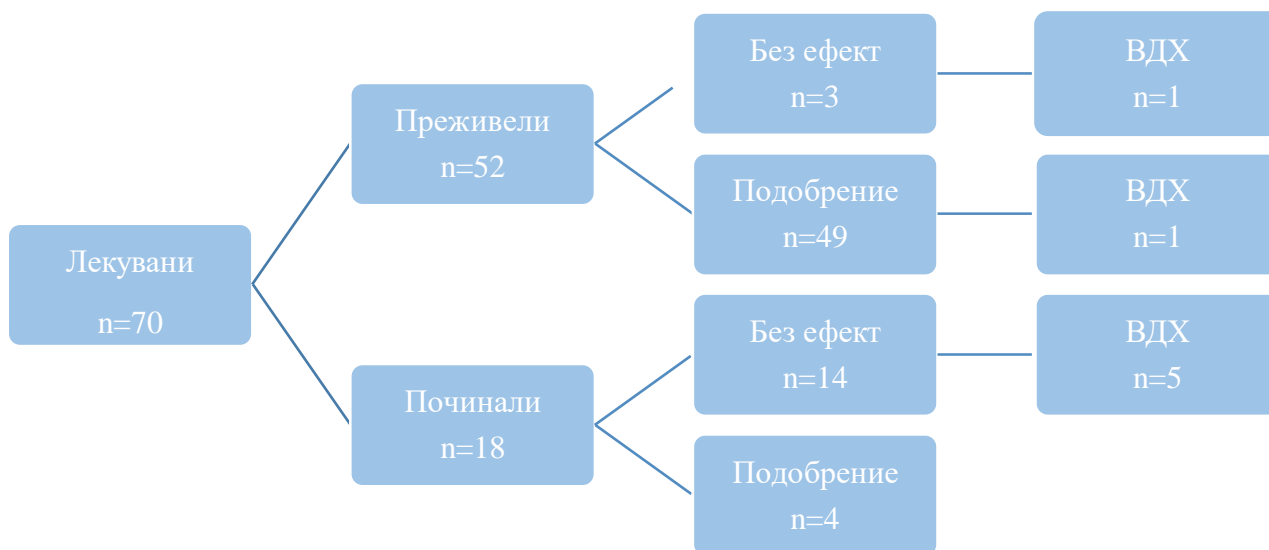 Лекувани
n=70
Преживели
n=52
Без ефект
n=3
ВДХ
n=1
Подобрение
n=49
ВДХ
n=1
Починали
n=18
Без ефект
n=14
ВДХ
n=5
Подобрение
n=4